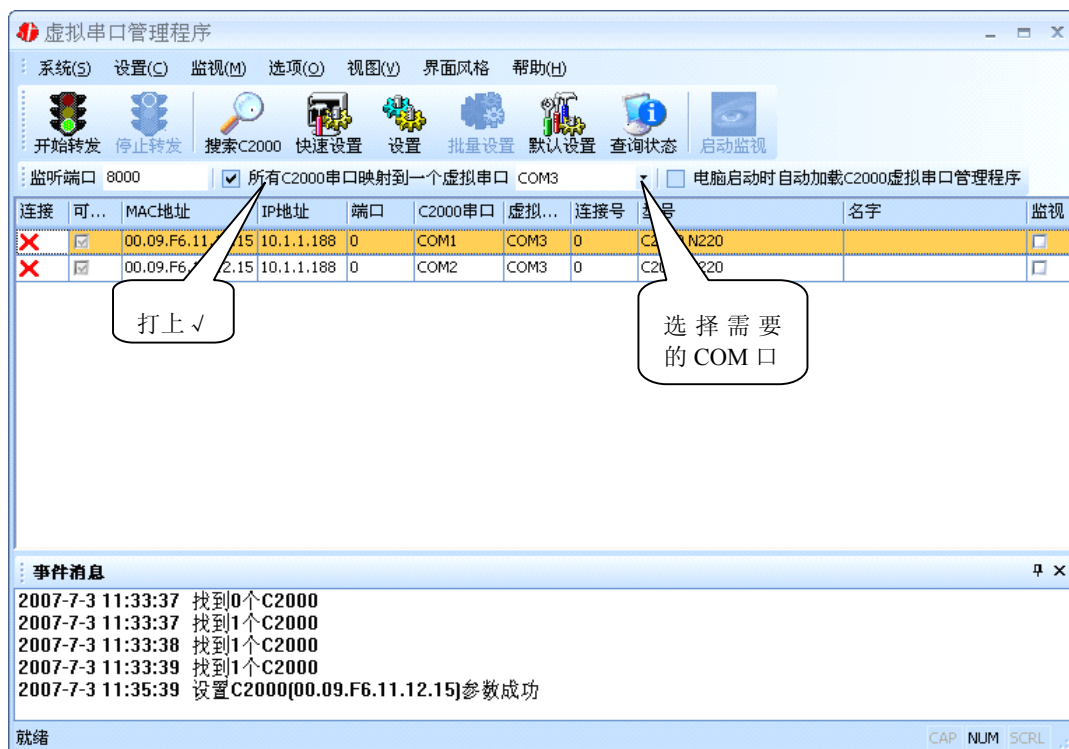 虚拟串口管理程序
系统(S) 设置(C) 监视(M) 选项(O) 视图(V) 界面风格 帮助(H)
开始转发 停止转发 搜索C2000 快速设置 设置 批量设置 默认设置 查询状态 启动监视
监听端口 8000 所有C2000串口映射到一个虚拟串口 COM3 电脑启动时自动加载C2000虚拟串口管理程序
连接 可... MAC地址 IP地址 端口 C2000串口 虚拟... 连接号 型号 名字 监视
00.09.F6.11. 15 10.1.1.188 0 COM1 COM3 0 C2 N220
00.09.F6. 2.15 10.1.1.188 0 COM2 COM3 0 C20 220
打上√
选择需要
的 COM 口
事件消息
2007-7-3 11:33:37 找到0个C2000
2007-7-3 11:33:37 找到1个C2000
2007-7-3 11:33:38 找到1个C2000
2007-7-3 11:33:39 找到1个C2000
2007-7-3 11:35:39 设置C2000(00.09.F6.11.12.15)参数成功
就绪 CAP NUM SCRL